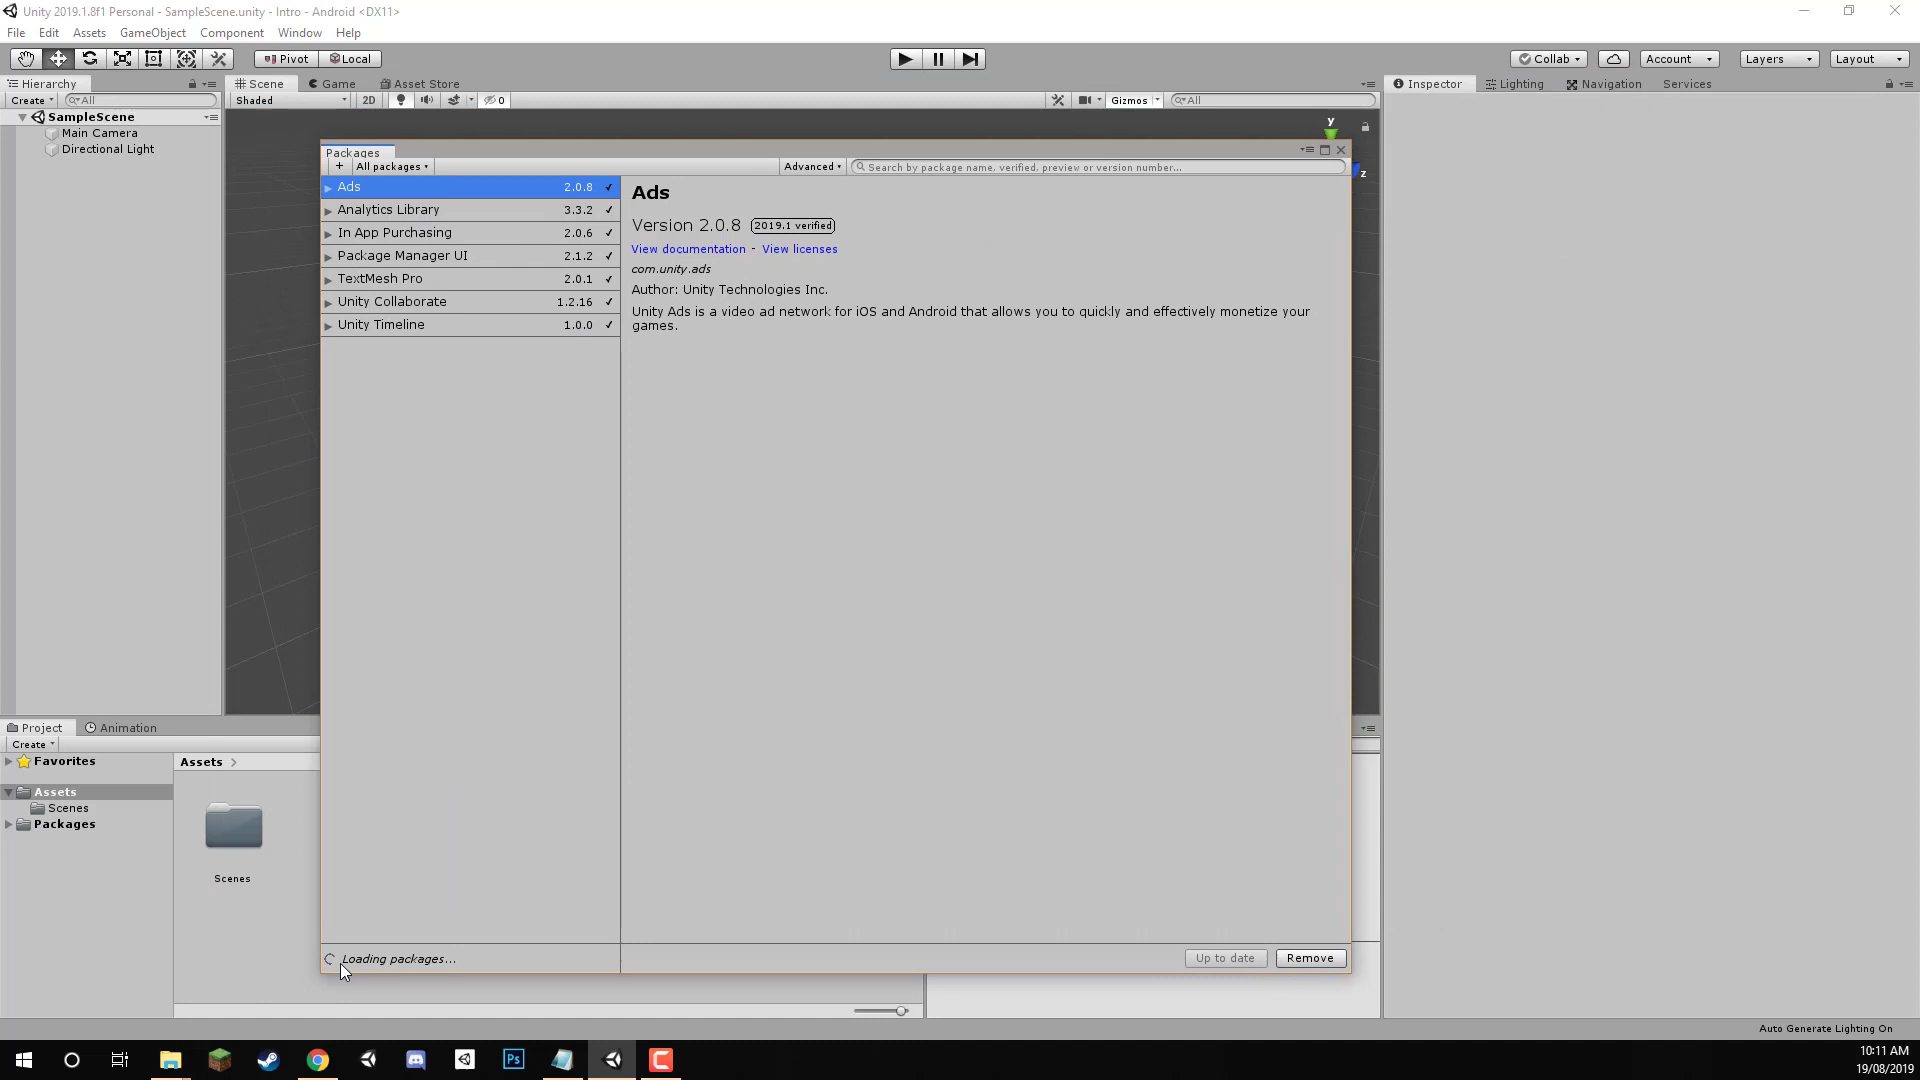 Unity 2019.1.8f1 Personal - SampleScene.unity - Intro - Android <DX11>
File Edit Assets GameObject Component Window Help
Pivot Local Collab Account Layers Layout
Hierarchy Scene Game Asset Store Inspector Lighting Navigation Services
Create All Shaded 2D 0 Gizmos All
SampleScene
Main Camera
Directional Light
y
z
Packages
+ All packages Advanced Search by package name, verified, preview or version number...
Ads 2.0.8 ✓
Analytics Library 3.3.2 ✓
In App Purchasing 2.0.6 ✓
Package Manager UI 2.1.2 ✓
TextMesh Pro 2.0.1 ✓
Unity Collaborate 1.2.16 ✓
Unity Timeline 1.0.0 ✓
Ads
Version 2.0.8 2019.1 verified
View documentation - View licenses
com.unity.ads
Author: Unity Technologies Inc.
Unity Ads is a video ad network for iOS and Android that allows you to quickly and effectively monetize your
games.
Loading packages...
Up to date Remove
Project Animation
Create
Favorites
Assets
Scenes
Packages
Assets
Scenes
Auto Generate Lighting On
Ps
10:11 AM
19/08/2019